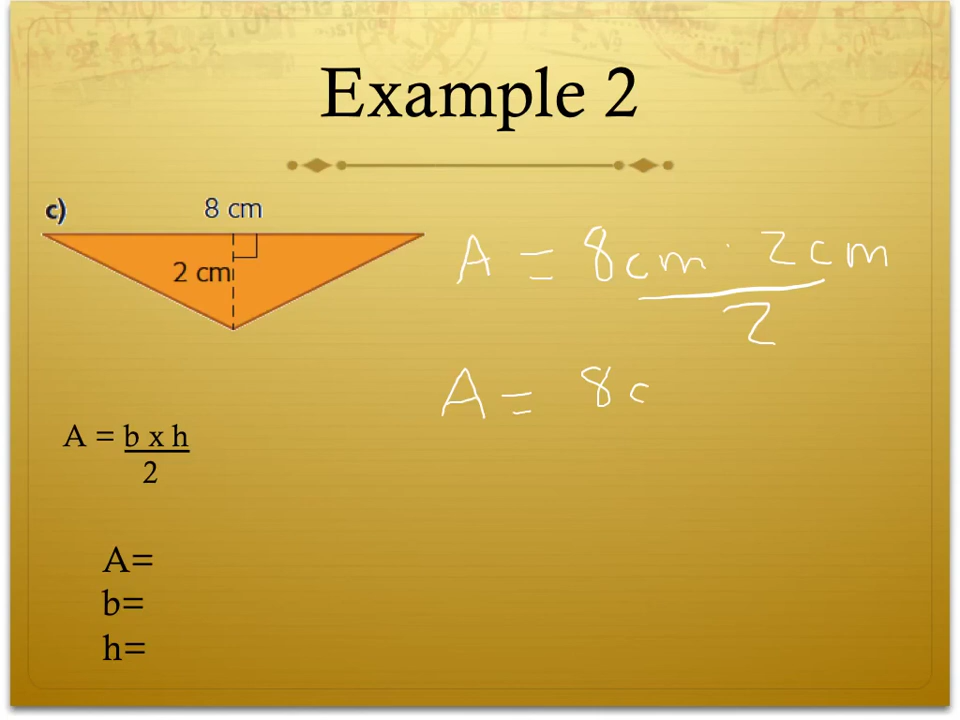 Example 2
c) 8 cm
2 cm
A = 8cm · 2cm
2
A = 8c
A = b x h
2
A=
b=
h=